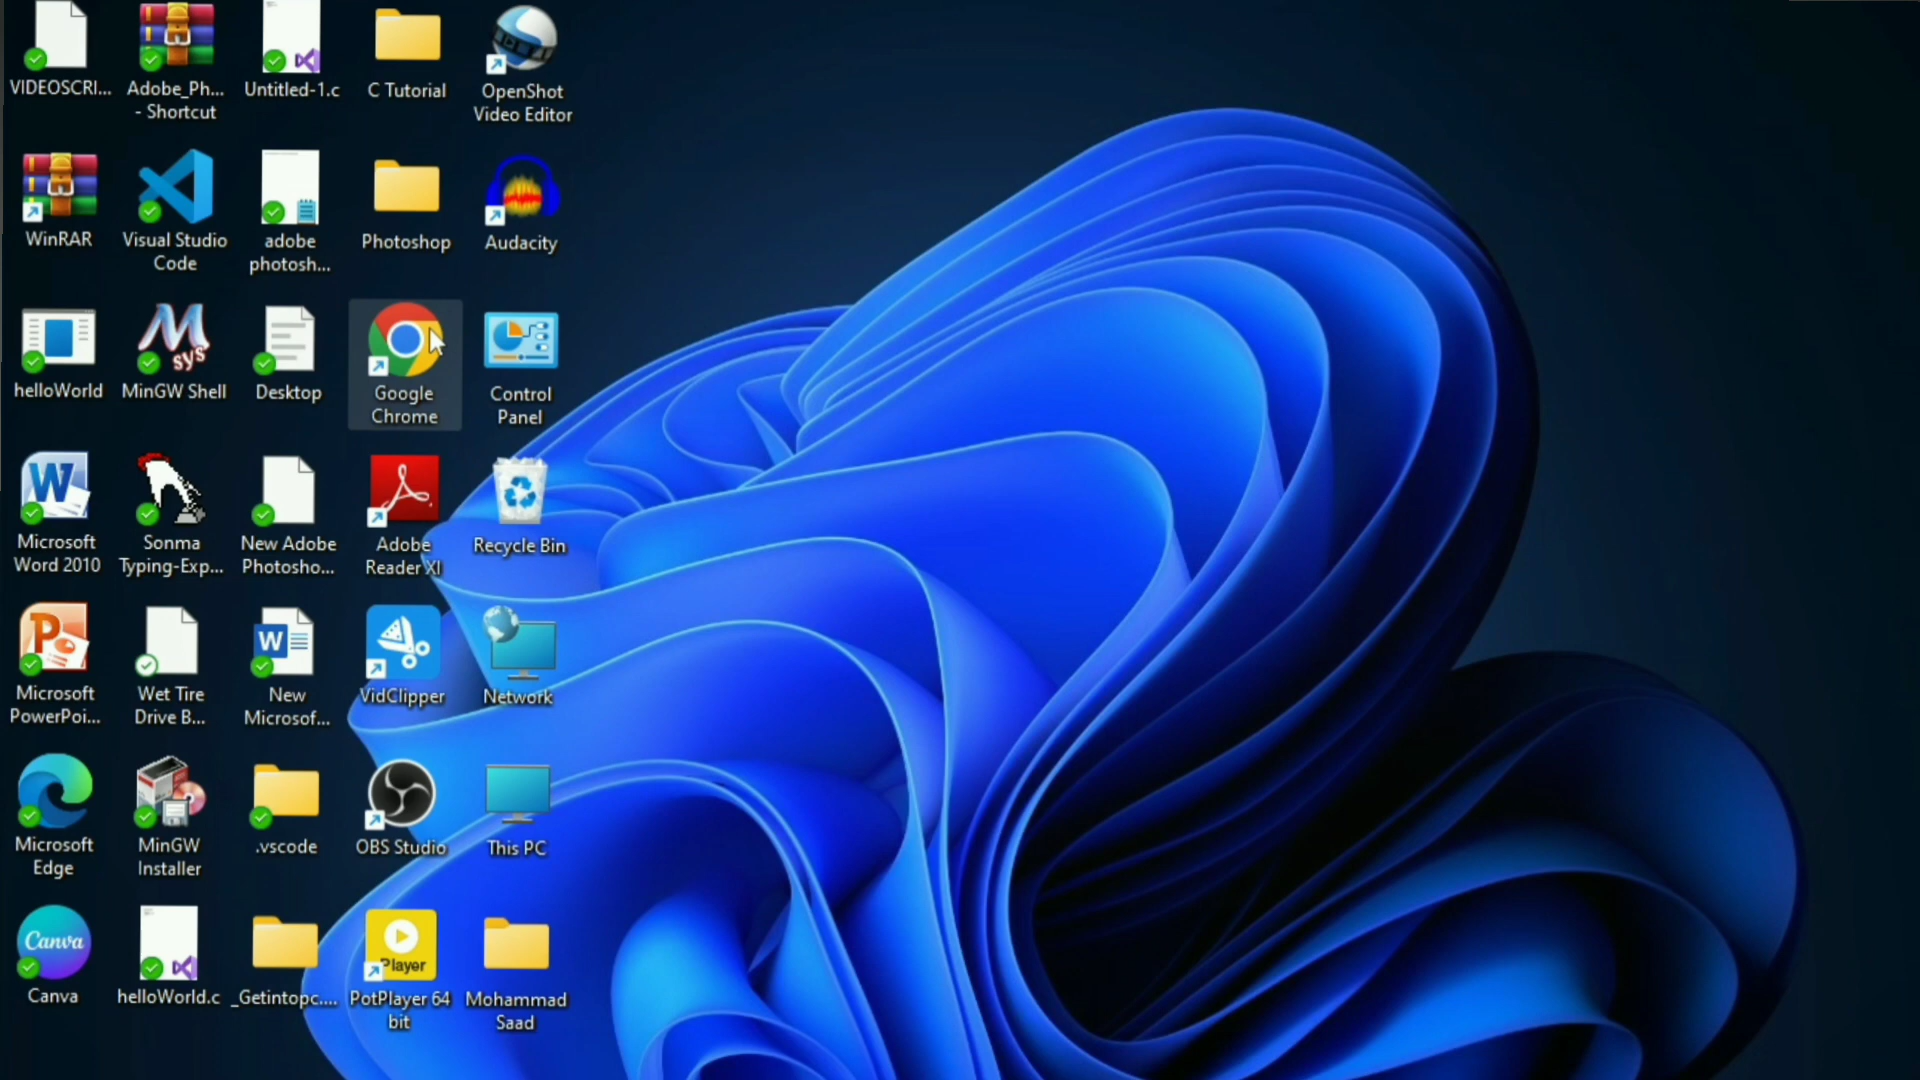 VIDEOSCRI...
Adobe_Ph...
- Shortcut
Untitled-1.c
C Tutorial
OpenShot
Video Editor
WinRAR
Visual Studio
Code
adobe
photosh...
Photoshop
Audacity
helloWorld
M
sys
MinGW Shell
Desktop
Google
Chrome
Control
Panel
W
Microsoft
Word 2010
Sonma
Typing-Exp...
New Adobe
Photosho...
Adobe
Reader XI
Recycle Bin
P
Microsoft
PowerPoi...
Wet Tire
Drive B...
W
New
Microsof...
VidClipper
Network
Microsoft
Edge
MinGW
Installer
.vscode
OBS Studio
This PC
Canva
Canva
helloWorld.c
_Getintopc....
Player
PotPlayer 64
bit
Mohammad
Saad